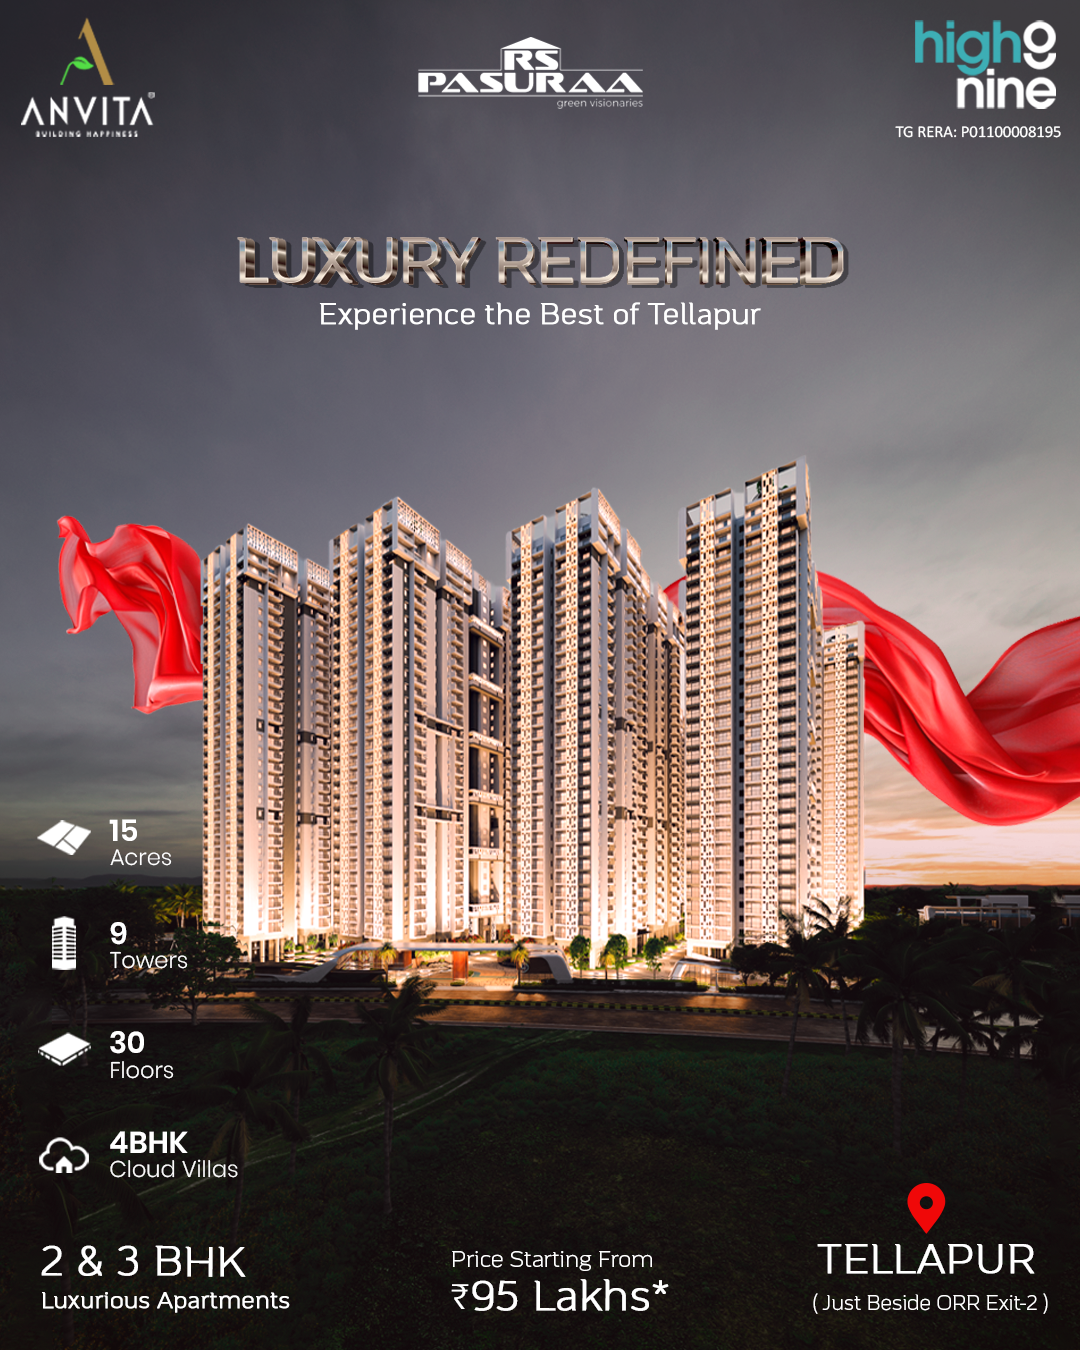 ANVITA®
BUILDING HAPPINESS
RS
PASURAA
green visionaries
high
nine
TG RERA: P01100008195
LUXURY REDEFINED
Experience the Best of Tellapur
15
Acres
9
Towers
30
Floors
4BHK
Cloud Villas
2 & 3 BHK
Luxurious Apartments
Price Starting From
₹95 Lakhs*
TELLAPUR
( Just Beside ORR Exit-2 )